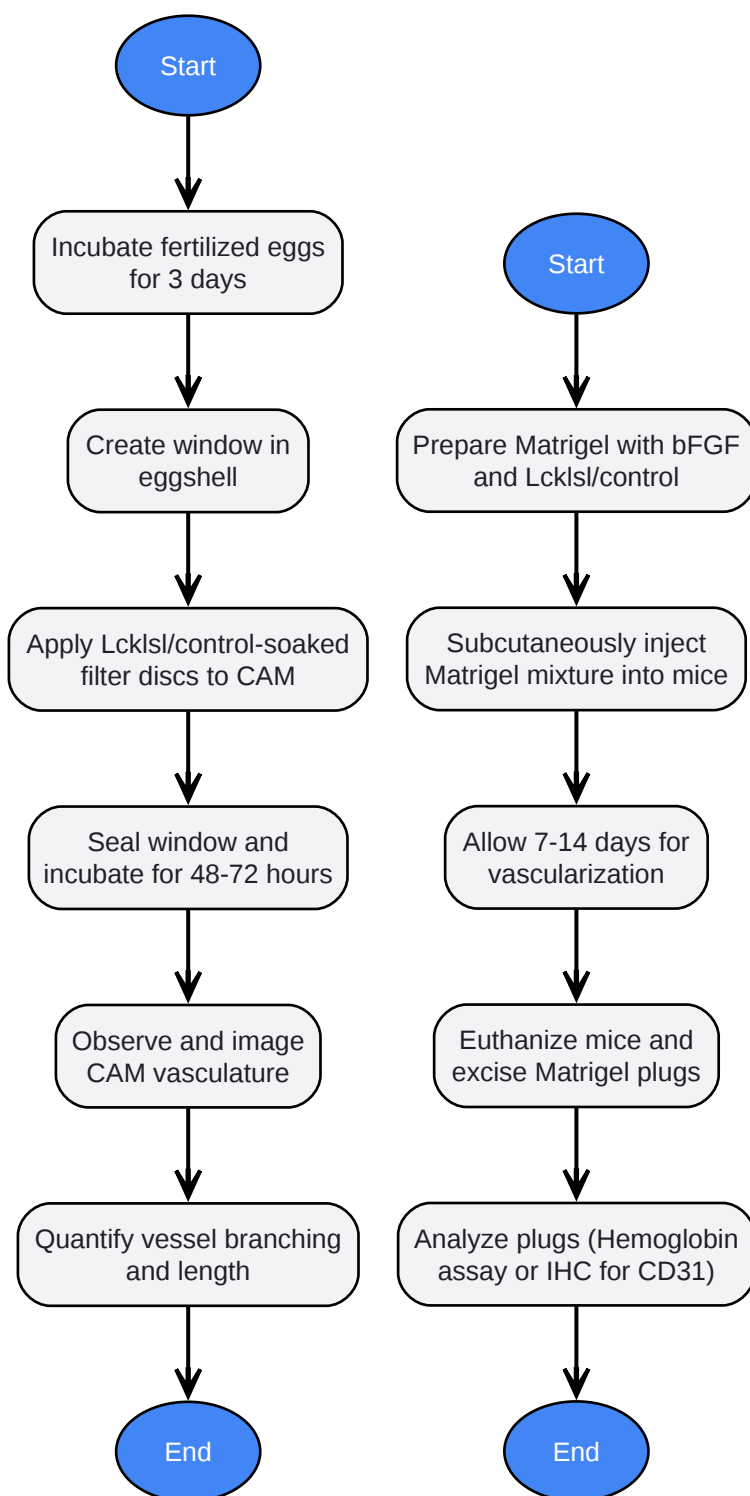 Start
Incubate fertilized eggs
for 3 days
Create window in
eggshell
Apply Lcklsl/control-soaked
filter discs to CAM
Seal window and
incubate for 48-72 hours
Observe and image
CAM vasculature
Quantify vessel branching
and length
End
Start
Prepare Matrigel with bFGF
and Lcklsl/control
Subcutaneously inject
Matrigel mixture into mice
Allow 7-14 days for
vascularization
Euthanize mice and
excise Matrigel plugs
Analyze plugs (Hemoglobin
assay or IHC for CD31)
End